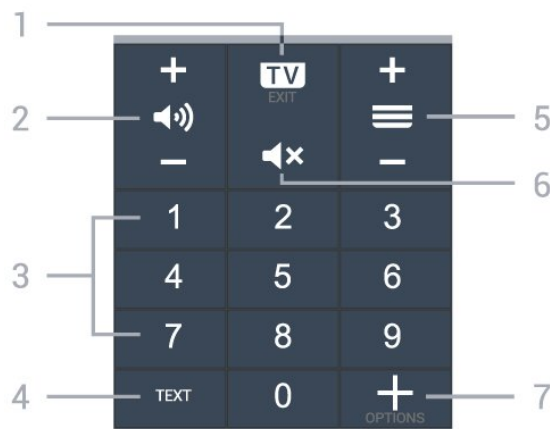 1
+ TV +
EXIT
2 5
- -
6
1 2 3
3
4 5 6
7 8 9
4 TEXT 0 + 7
OPTIONS